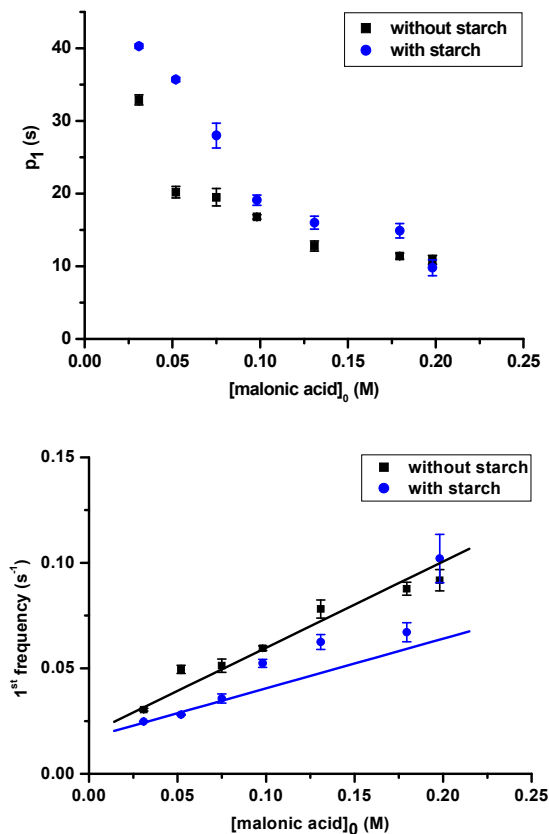 without starch
with starch
40
30
20
10
0
p₁ (s)
0.00 0.05 0.10 0.15 0.20 0.25
[malonic acid]₀ (M)
without starch
with starch
0.15
0.10
0.05
0.00
1ˢᵗ frequency (s⁻¹)
0.00 0.05 0.10 0.15 0.20 0.25
[malonic acid]₀ (M)